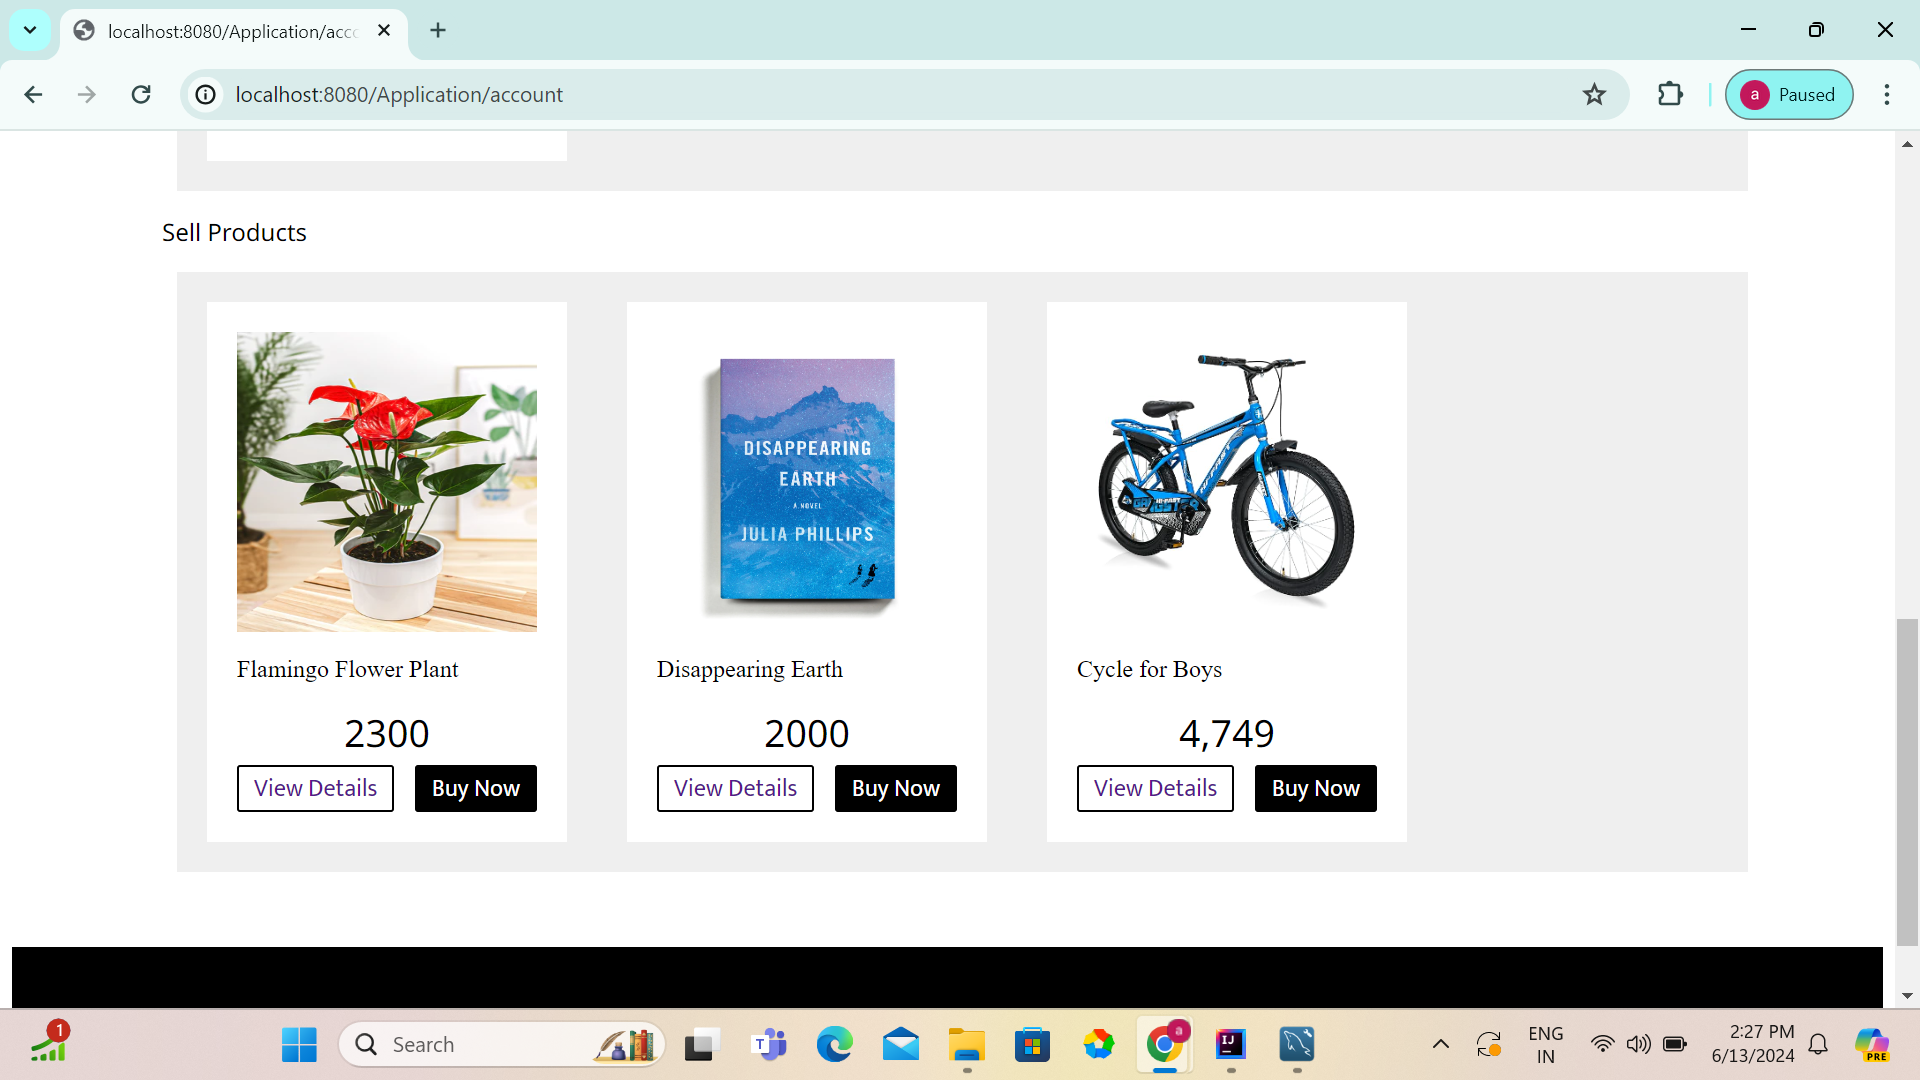 localhost:8080/Application/acc
localhost:8080/Application/account
a
Paused
Sell Products
DISAPPEARING
EARTH
A NOVEL
JULIA PHILLIPS
Flamingo Flower Plant
2300
View Details
Buy Now
Disappearing Earth
2000
View Details
Buy Now
Cycle for Boys
4,749
View Details
Buy Now
1
Search
T
a
IJ
ENG
IN
2:27 PM
6/13/2024
PRE